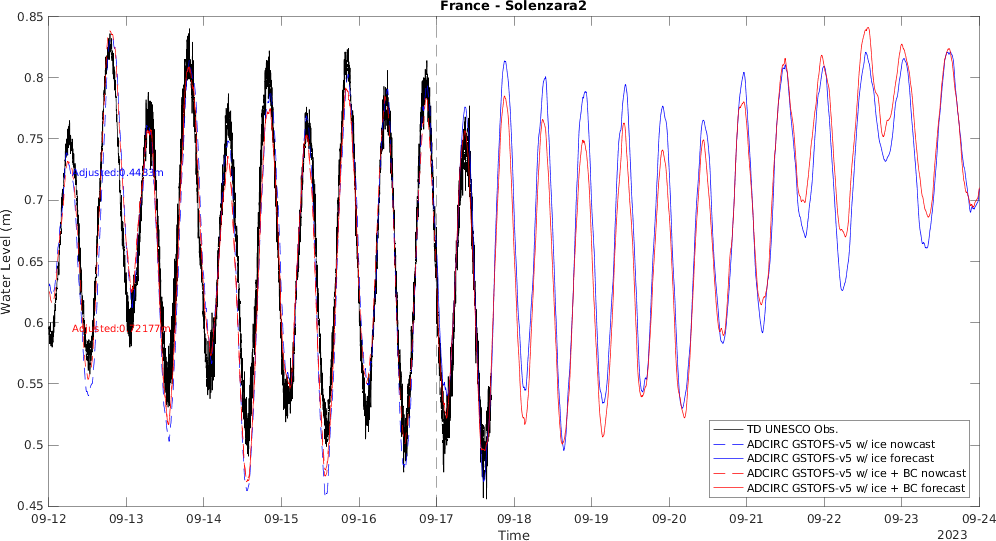 France - Solenzara2
0.85
0.8
0.75
0.7
0.65
0.6
0.55
0.5
0.45
Water Level (m)
Adjusted:0.4433m
TD UNESCO Obs.
ADCIRC GSTOFS-v5 w/ ice nowcast
ADCIRC GSTOFS-v5 w/ ice forecast
ADCIRC GSTOFS-v5 w/ ice + BC nowcast
ADCIRC GSTOFS-v5 w/ ice + BC forecast
09-12 09-13 09-14 09-15 09-16 09-17 09-18 09-19 09-20 09-21 09-22 09-23 09-24
Time
2023